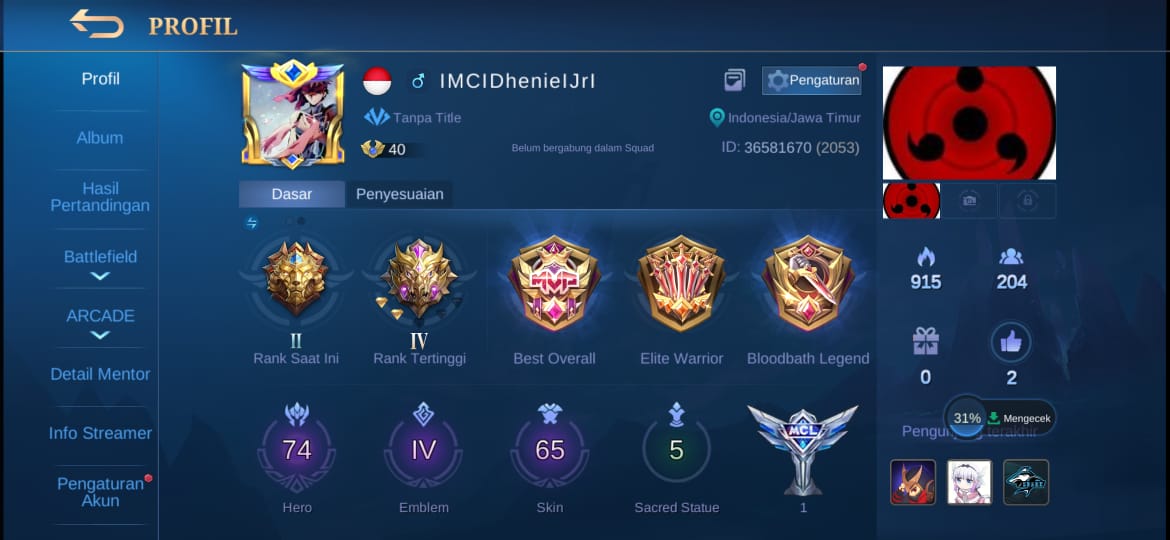 PROFIL
Profil
Album
Hasil
Pertandingan
Battlefield
ARCADE
Detail Mentor
Info Streamer
Pengaturan
Akun
♂ IMCIDhenieIJrI
Pengaturan
Tanpa Title
Indonesia/Jawa Timur
40
Belum bergabung dalam Squad
ID: 36581670 (2053)
Dasar
Penyesuaian
II
Rank Saat Ini
IV
Rank Tertinggi
MVP
Best Overall
Elite Warrior
Bloodbath Legend
74
Hero
IV
Emblem
65
Skin
5
Sacred Statue
MCL
1
915
204
0
2
31% Mengecek
terakhir